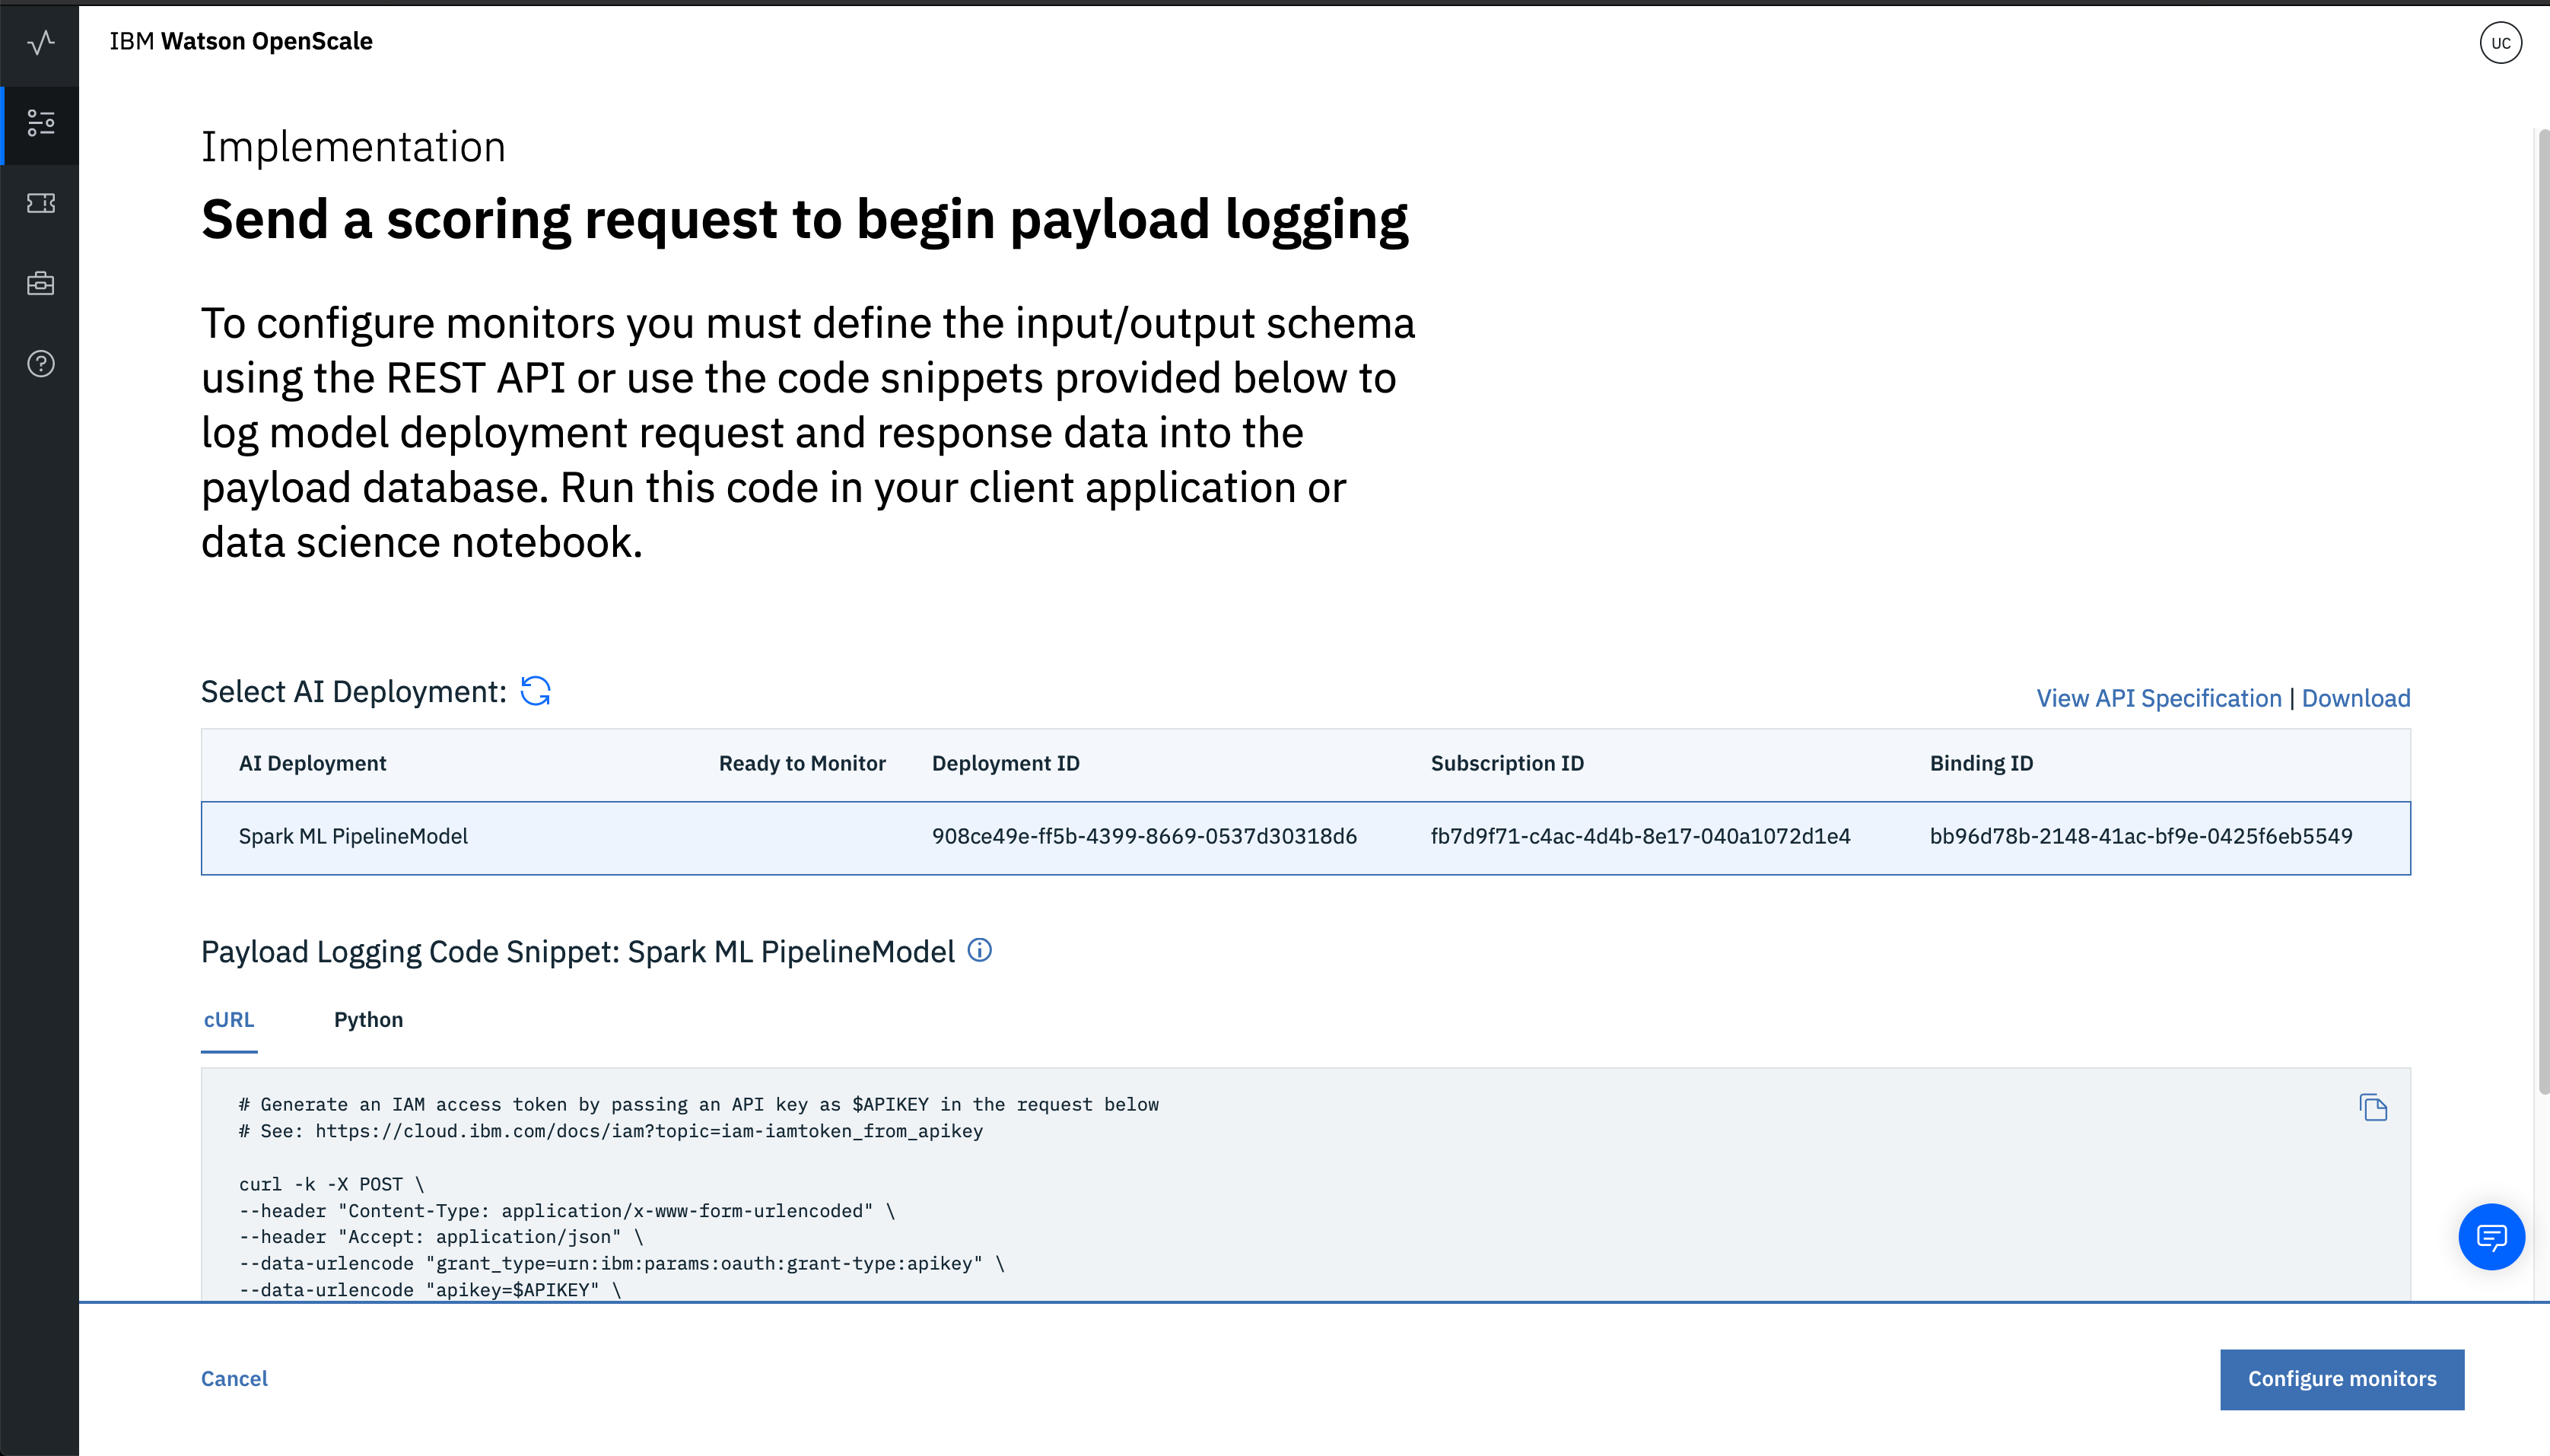 IBM Watson OpenScale
UC
Implementation
Send a scoring request to begin payload logging
To configure monitors you must define the input/output schema
using the REST API or use the code snippets provided below to
log model deployment request and response data into the
payload database. Run this code in your client application or
data science notebook.
Select AI Deployment:
View API Specification | Download
AI Deployment Ready to Monitor Deployment ID Subscription ID Binding ID
Spark ML PipelineModel 908ce49e-ff5b-4399-8669-0537d30318d6 fb7d9f71-c4ac-4d4b-8e17-040a1072d1e4 bb96d78b-2148-41ac-bf9e-0425f6eb5549
Payload Logging Code Snippet: Spark ML PipelineModel
cURL Python
# Generate an IAM access token by passing an API key as $APIKEY in the request below
# See: https://cloud.ibm.com/docs/iam?topic=iam-iamtoken_from_apikey
curl -k -X POST \
--header "Content-Type: application/x-www-form-urlencoded" \
--header "Accept: application/json" \
--data-urlencode "grant_type=urn:ibm:params:oauth:grant-type:apikey" \
--data-urlencode "apikey=$APIKEY" \
Cancel
Configure monitors